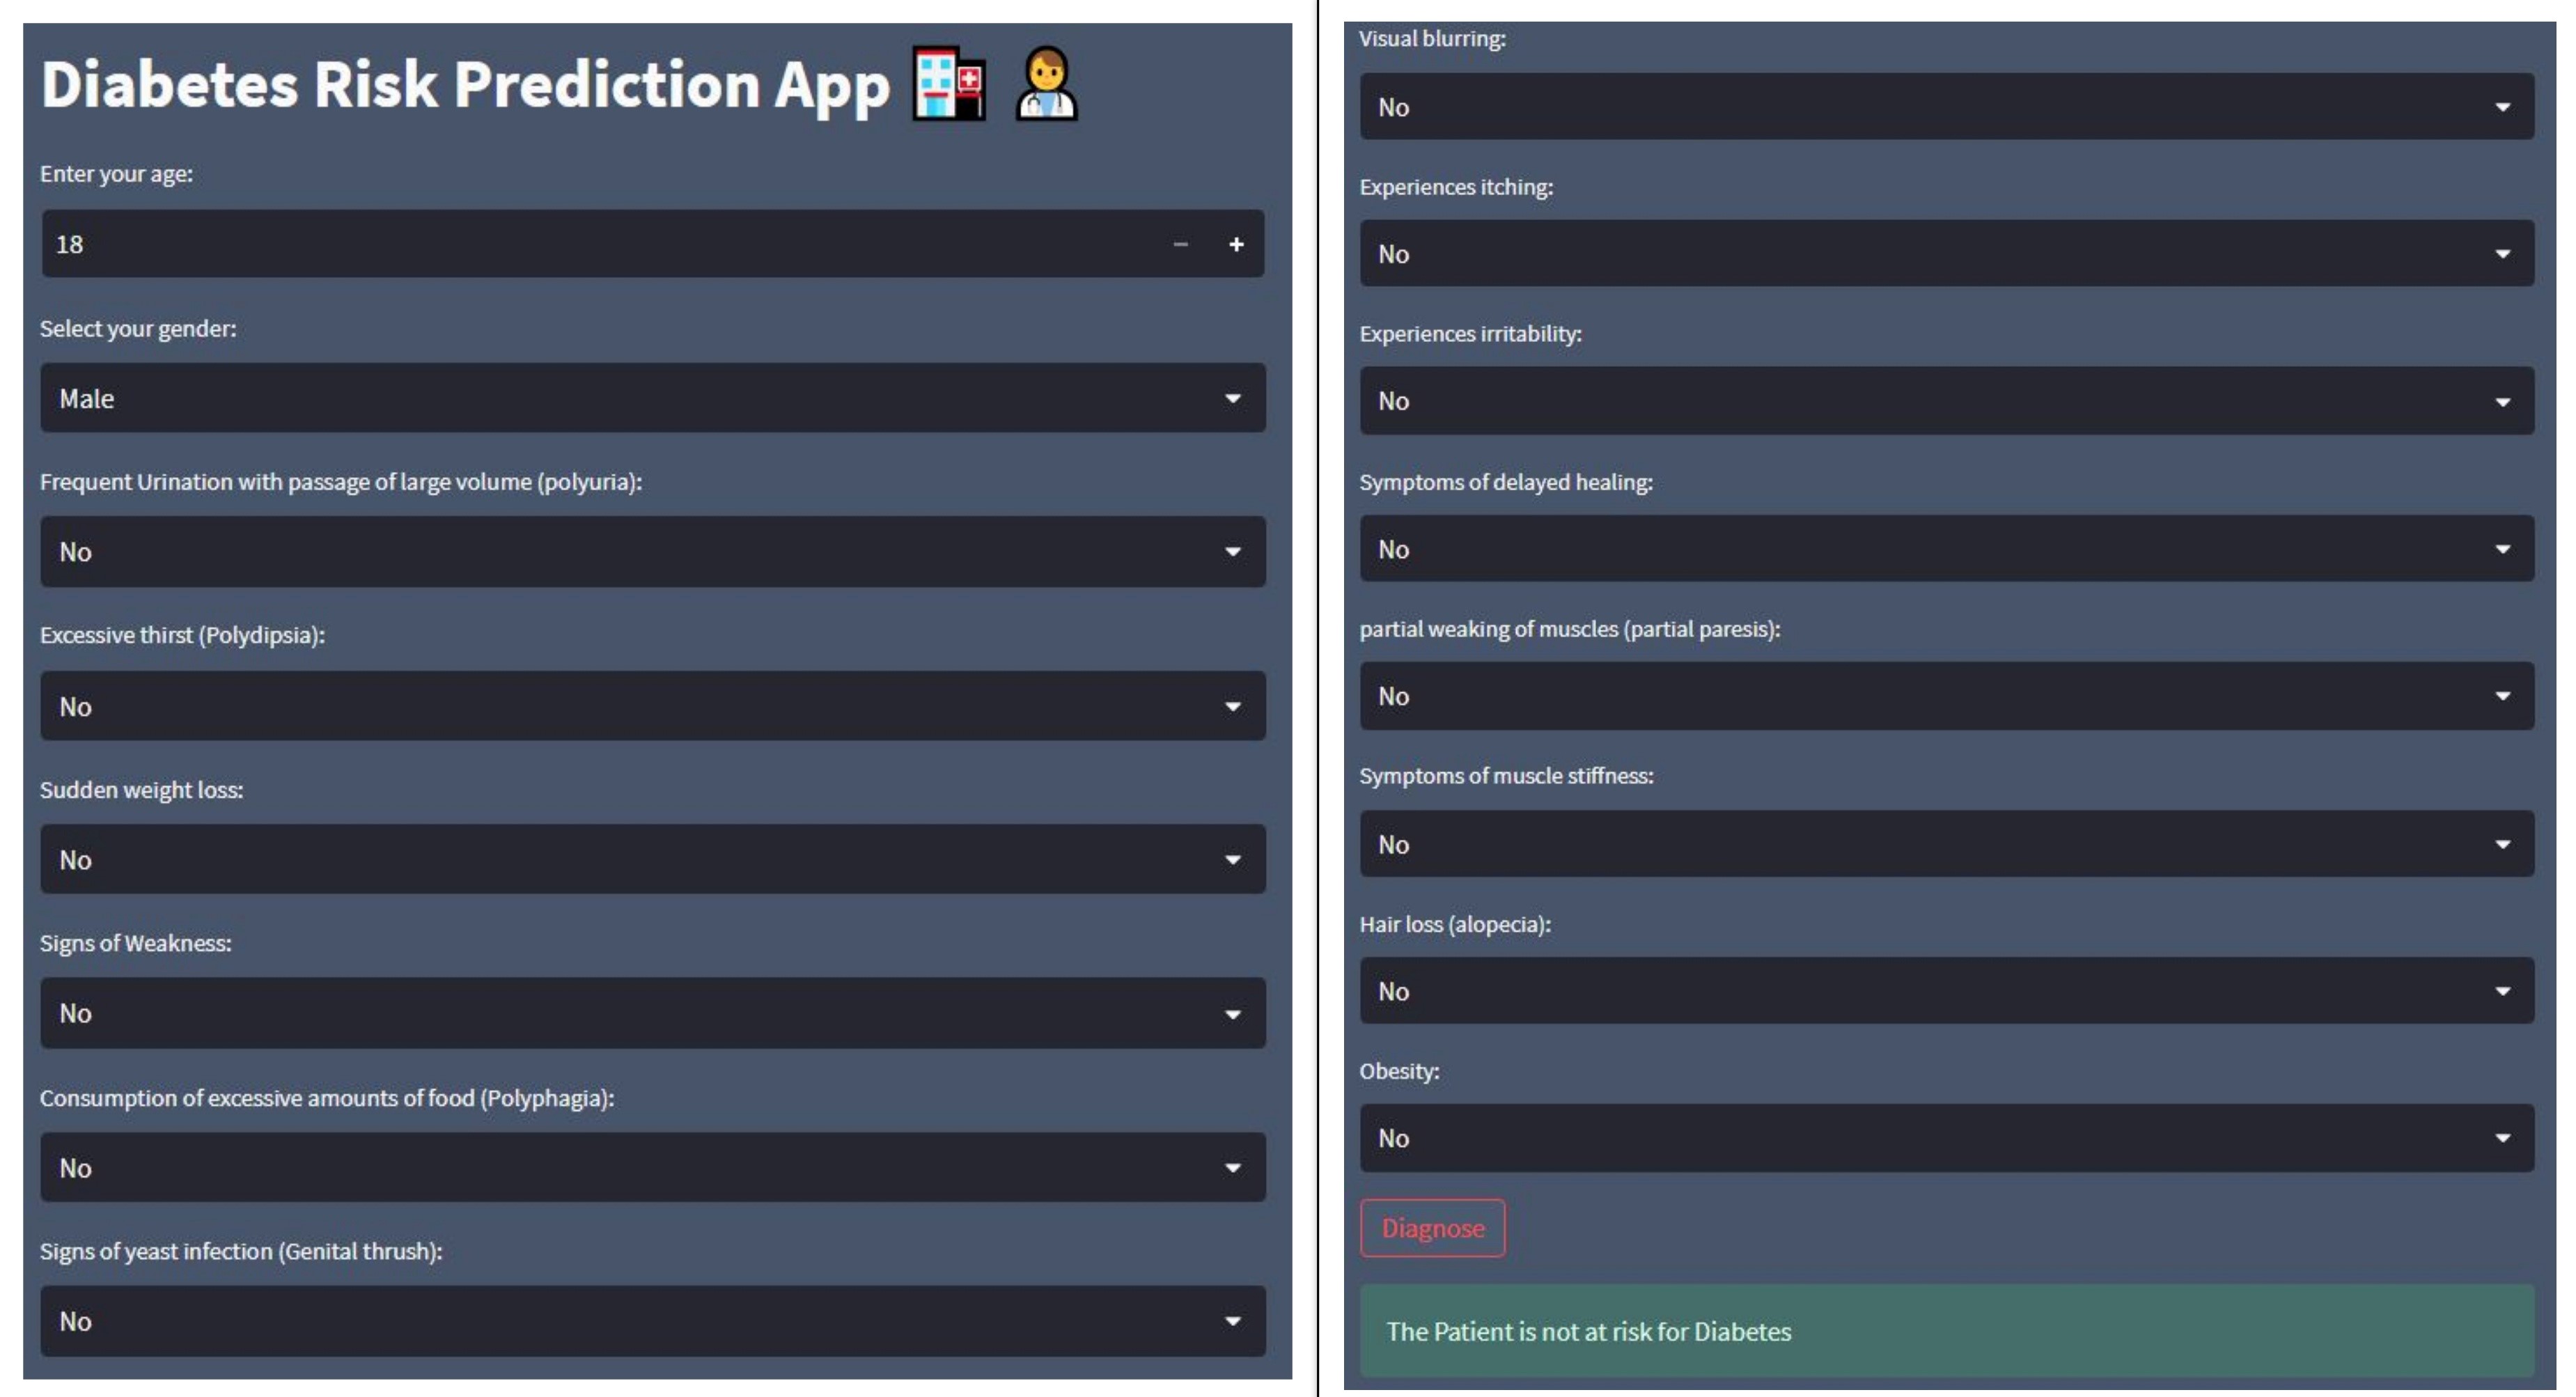 Diabetes Risk Prediction App
Enter your age:
18
Select your gender:
Male
Frequent Urination with passage of large volume (polyuria):
No
Excessive thirst (Polydipsia):
No
Sudden weight loss:
No
Signs of Weakness:
No
Consumption of excessive amounts of food (Polyphagia):
No
Signs of yeast infection (Genital thrush):
No
Visual blurring:
No
Experiences itching:
No
Experiences irritability:
No
Symptoms of delayed healing:
No
partial weaking of muscles (partial paresis):
No
Symptoms of muscle stiffness:
No
Hair loss (alopecia):
No
Obesity:
No
Diagnose
The Patient is not at risk for Diabetes